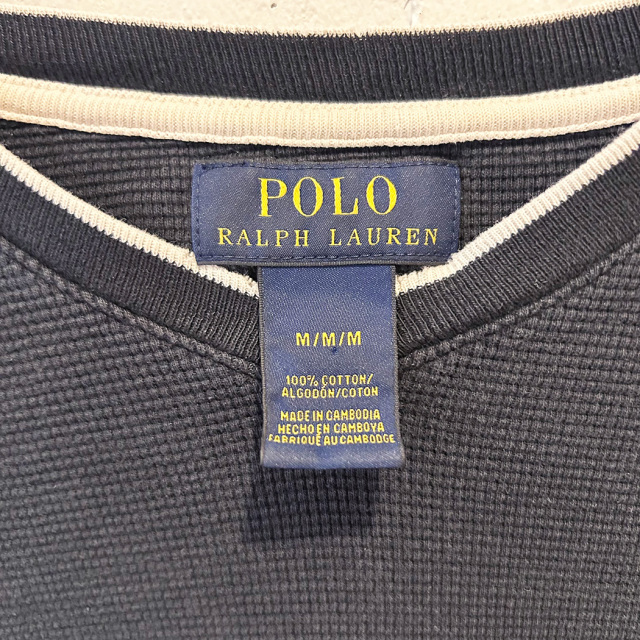 POLO
RALPH LAUREN
M/M/M
100% COTTON/
ALGODÓN/COTON
MADE IN CAMBODIA
HECHO EN CAMBOYA
FABRIQUÉ AU CAMBODGE